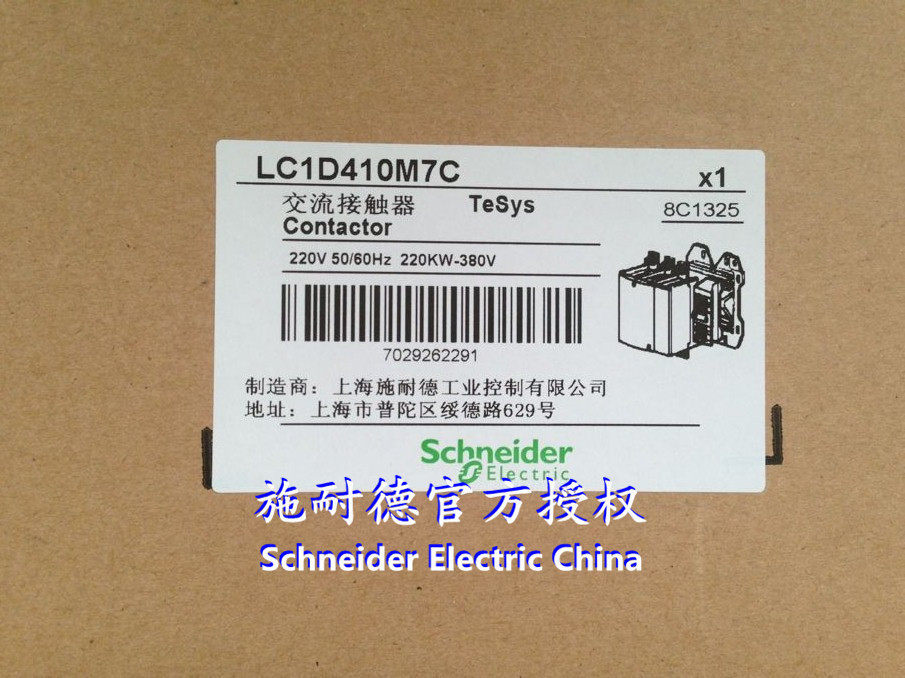 LC1D410M7C
x1
交流接触器 TeSys
8C1325
Contactor
220V 50/60Hz 220KW-380V
7029262291
制造商：上海施耐德工业控制有限公司
地址：上海市普陀区绥德路629号
Schneider
Electric
施耐德官方授权
Schneider Electric China